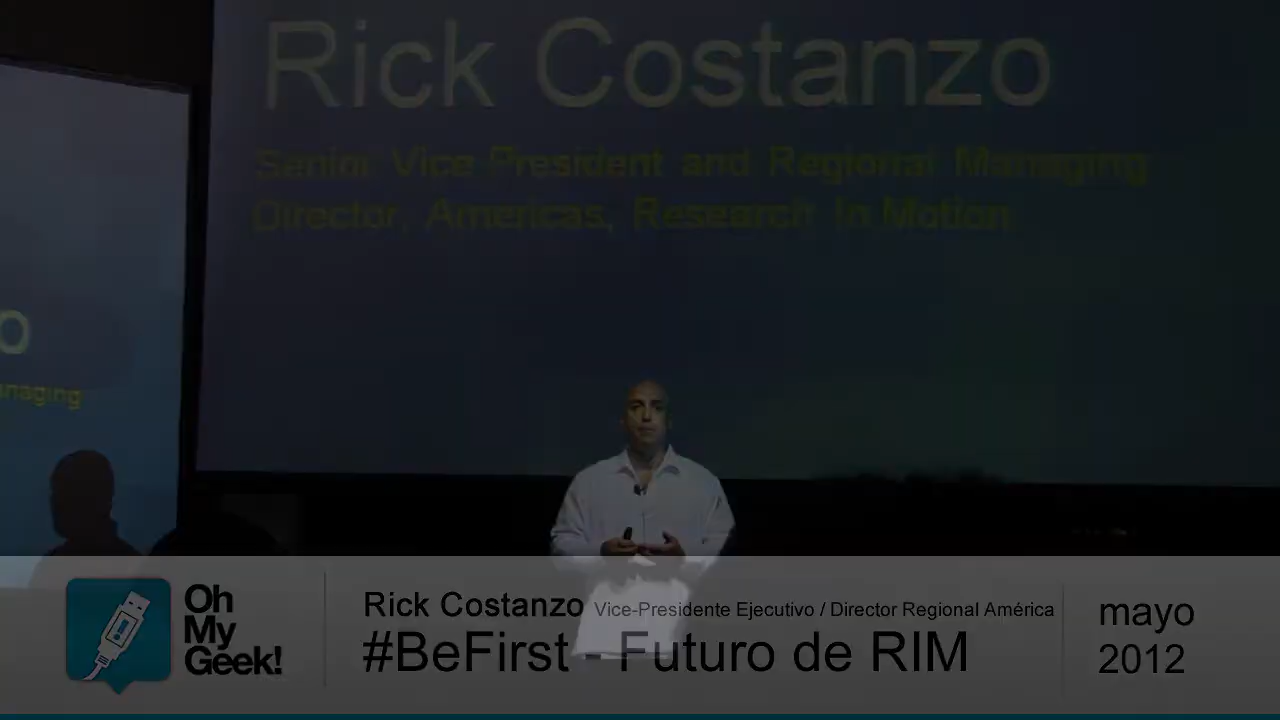 Rick Costanzo
Senior Vice President and Regional Managing
Director, Americas, Research In Motion
o
anaging
Oh
My
Geek!
Rick Costanzo Vice-Presidente Ejecutivo / Director Regional América
#BeFirst - Futuro de RIM
mayo
2012